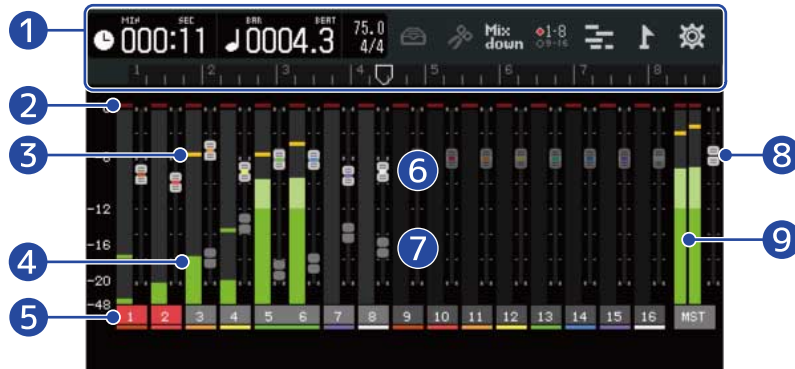 1
MIN SEC BAR BEAT
000:11 ♩0004.3 75.0 4/4 Mix down 1-8 9-16
1 2 3 4 5 6 7 8
2
3 6 8
4 -12 7 9
-16
-20
-48
5 1 2 3 4 5 6 7 8 9 10 11 12 13 14 15 16 MST